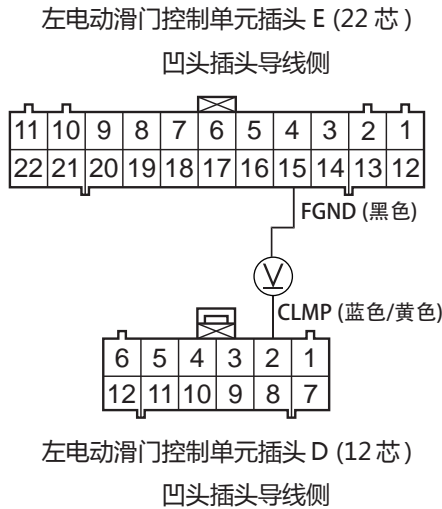 左电动滑门控制单元插头 E (22 芯 )
凹头插头导线侧
11 10 9 8 7 6 5 4 3 2 1
22 21 20 19 18 17 16 15 14 13 12
FGND (黑色)
V
CLMP (蓝色/黄色)
6 5 4 3 2 1
12 11 10 9 8 7
左电动滑门控制单元插头 D (12 芯 )
凹头插头导线侧